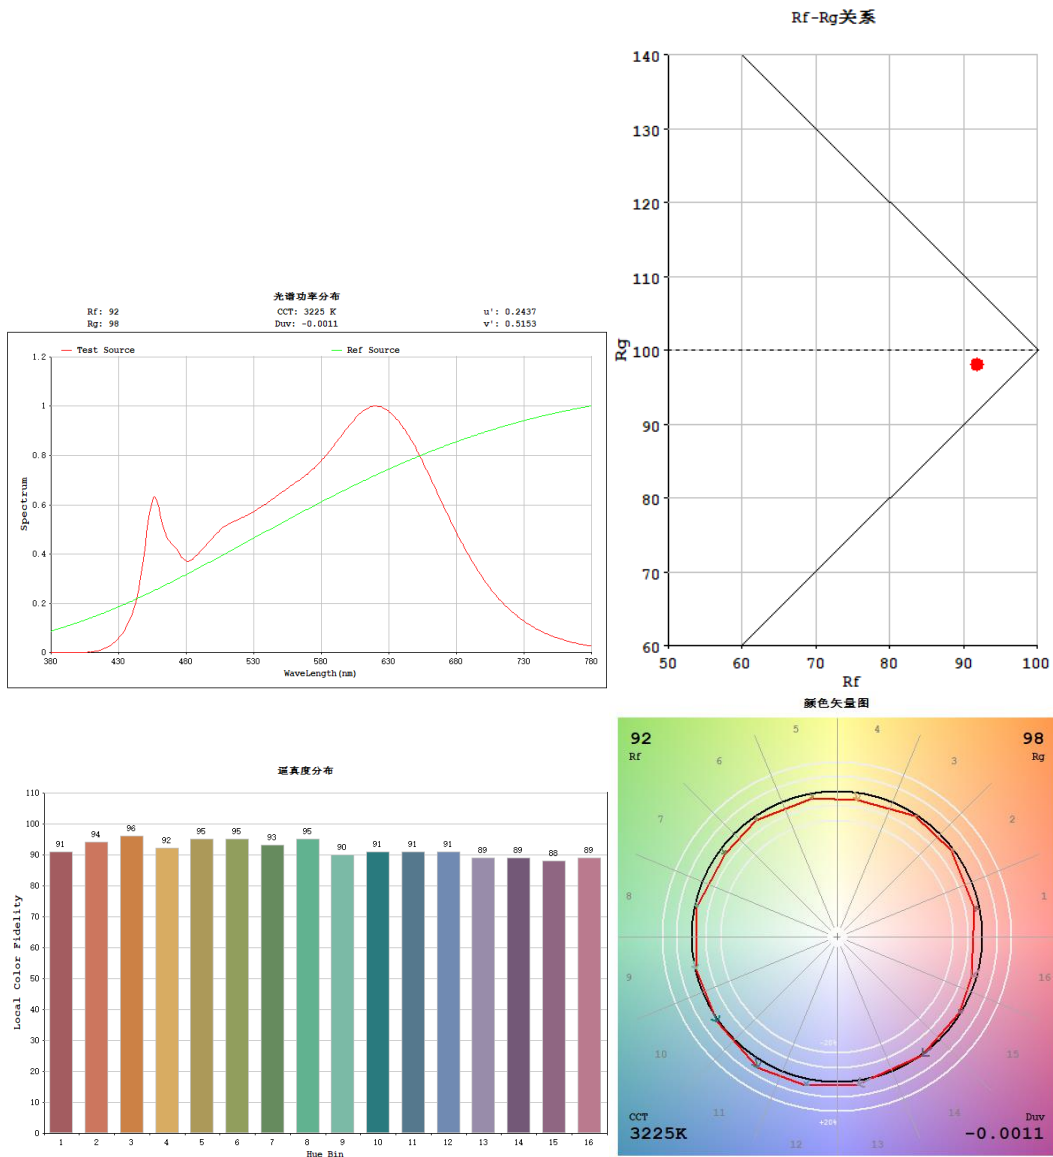 Rf-Rg关系
140
130
120
110
100
90
80
70
60
Rg
50 60 70 80 90 100
Rf
光谱功率分布
Rf: 92 CCT: 3225 K u': 0.2437
Rg: 98 Duv: -0.0011 v': 0.5153
Test Source Ref Source
1.2
1
0.8
0.6
0.4
0.2
0
Spectrum
380 430 480 530 580 630 680 730 780
WaveLength(nm)
逼真度分布
110
100
90
80
70
60
50
40
30
20
10
0
Local Color Fidelity
91 94 96 92 95 95 93 95 90 91 91 91 89 89 88 89
1 2 3 4 5 6 7 8 9 10 11 12 13 14 15 16
Hue Bin
颜色矢量图
92 98
Rf Rg
5 4
6 3
7 2
8 1
9 16
10 15
11 14
12 13
-20%
+20%
CCT Duv
3225K -0.0011